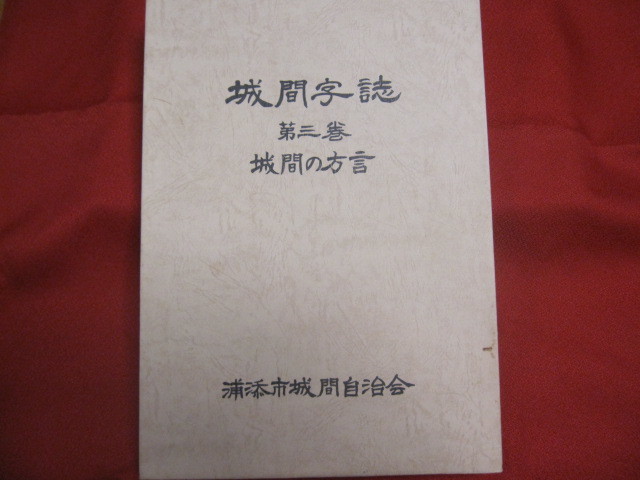 城間字誌
第三巻
城間の方言
浦添市城間自治会